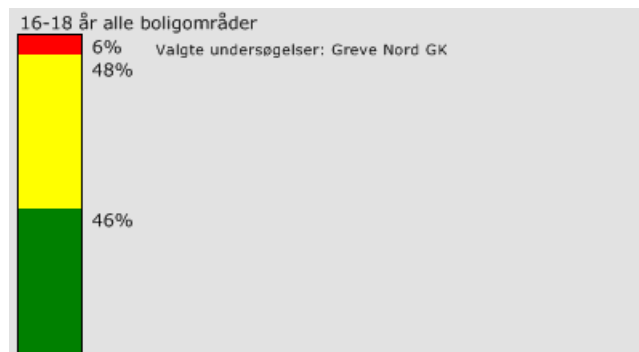 16-18 år alle boligområder
6% Valgte undersøgelser: Greve Nord GK
48%
46%